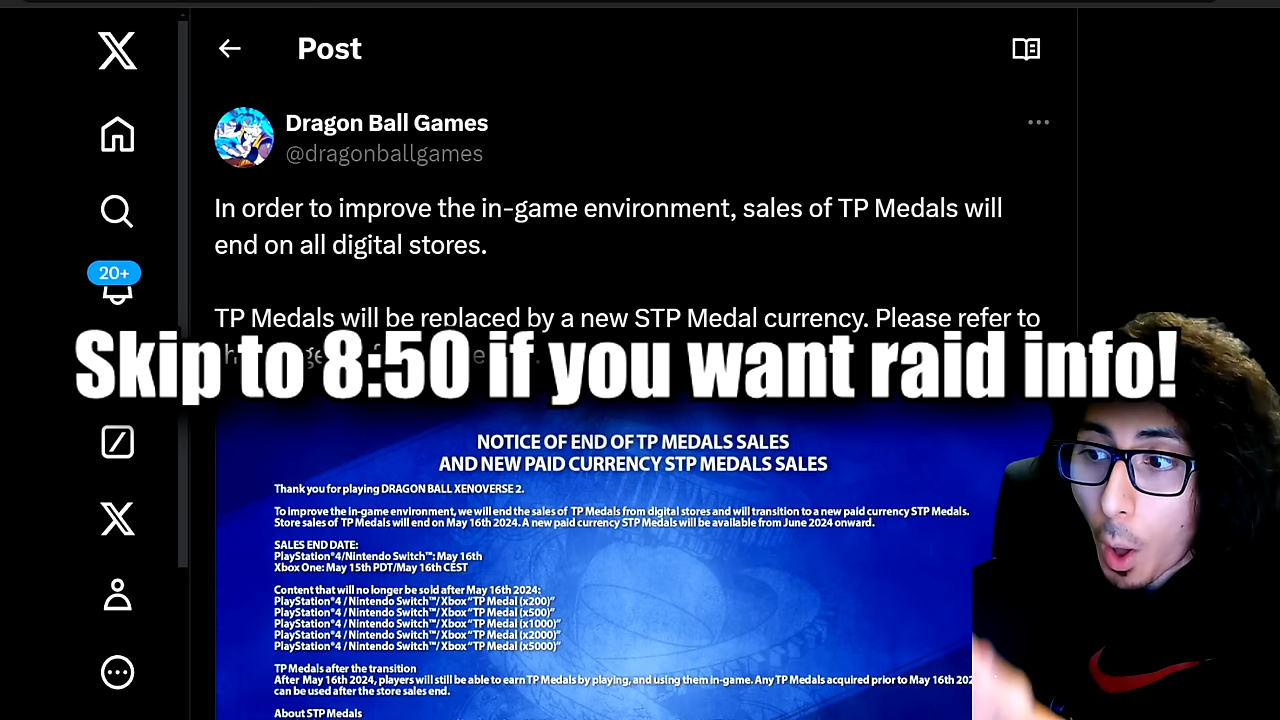 Post
Dragon Ball Games
@dragonballgames
In order to improve the in-game environment, sales of TP Medals will
end on all digital stores.
20+
TP Medals will be replaced by a new STP Medal currency. Please refer to
Skip to 8:50 if you want raid info!
NOTICE OF END OF TP MEDALS SALES
AND NEW PAID CURRENCY STP MEDALS SALES
Thank you for playing DRAGON BALL XENOVERSE 2.
To improve the in-game environment, we will end the sales of TP Medals from digital stores and will transition to a new paid currency STP Medals.
Store sales of TP Medals will end on May 16th 2024. A new paid currency STP Medals will be available from June 2024 onward.
SALES END DATE:
PlayStation®4/Nintendo Switch™: May 16th
Xbox One: May 15th PDT/May 16th CEST
Content that will no longer be sold after May 16th 2024:
PlayStation®4 / Nintendo Switch™/ Xbox "TP Medal (x200)"
PlayStation®4 / Nintendo Switch™/ Xbox "TP Medal (x500)"
PlayStation®4 / Nintendo Switch™/ Xbox "TP Medal (x1000)"
PlayStation®4 / Nintendo Switch™/ Xbox "TP Medal (x2000)"
PlayStation®4 / Nintendo Switch™/ Xbox "TP Medal (x5000)"
TP Medals after the transition
After May 16th 2024, players will still be able to earn TP Medals by playing, and using them in-game. Any TP Medals acquired prior to May 16th
can be used after the store sales end.
About STP Medals